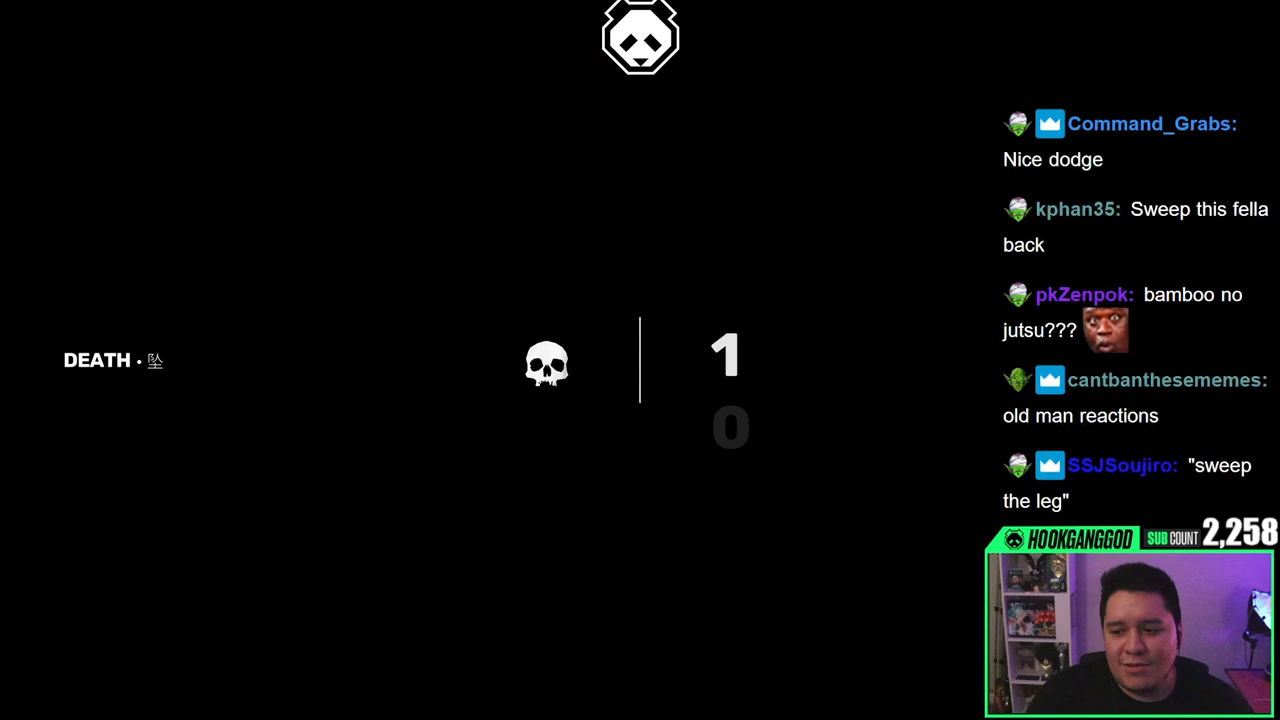 DEATH • 坠
1
0
Command_Grabs:
Nice dodge
kphan35: Sweep this fella
back
pkZenpok: bamboo no
jutsu???
cantbanthesememes:
old man reactions
SSJSoujiro: "sweep
the leg"
HOOKGANGGOD SUB COUNT 2,258